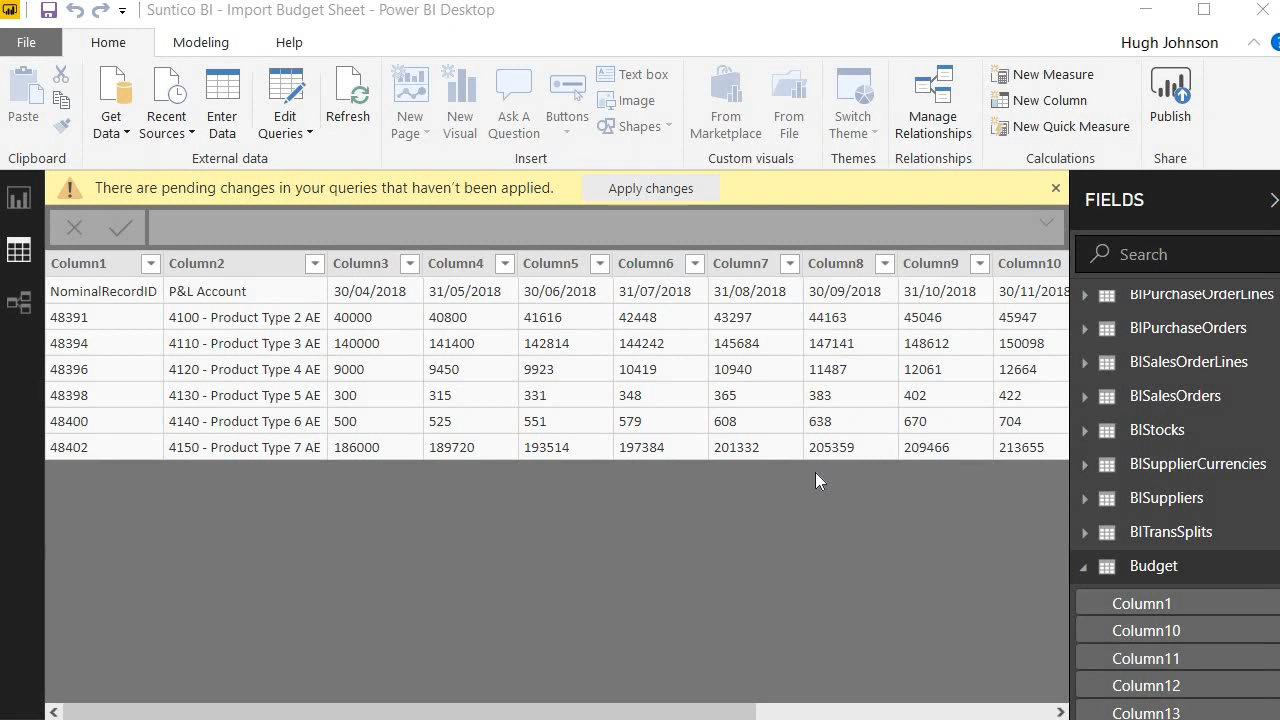 Suntico BI - Import Budget Sheet - Power BI Desktop
File Home Modeling Help Hugh Johnson
Paste
Get Data
Recent Sources
Enter Data
Edit Queries
Refresh
New Page
New Visual
Ask A Question
Buttons
Text box
Image
Shapes
From Marketplace
From File
Switch Theme
Manage Relationships
New Measure
New Column
New Quick Measure
Publish
Clipboard External data Insert Custom visuals Themes Relationships Calculations Share
There are pending changes in your queries that haven't been applied. Apply changes
Column1 Column2 Column3 Column4 Column5 Column6 Column7 Column8 Column9 Column10
NominalRecordID P&L Account 30/04/2018 31/05/2018 30/06/2018 31/07/2018 31/08/2018 30/09/2018 31/10/2018 30/11/2018
48391 4100 - Product Type 2 AE 40000 40800 41616 42448 43297 44163 45046 45947
48394 4110 - Product Type 3 AE 140000 141400 142814 144242 145684 147141 148612 150098
48396 4120 - Product Type 4 AE 9000 9450 9923 10419 10940 11487 12061 12664
48398 4130 - Product Type 5 AE 300 315 331 348 365 383 402 422
48400 4140 - Product Type 6 AE 500 525 551 579 608 638 670 704
48402 4150 - Product Type 7 AE 186000 189720 193514 197384 201332 205359 209466 213655
FIELDS
Search
BIPurchaseOrderLines
BIPurchaseOrders
BISalesOrderLines
BISalesOrders
BIStocks
BISupplierCurrencies
BISuppliers
BITransSplits
Budget
Column1
Column10
Column11
Column12
Column13